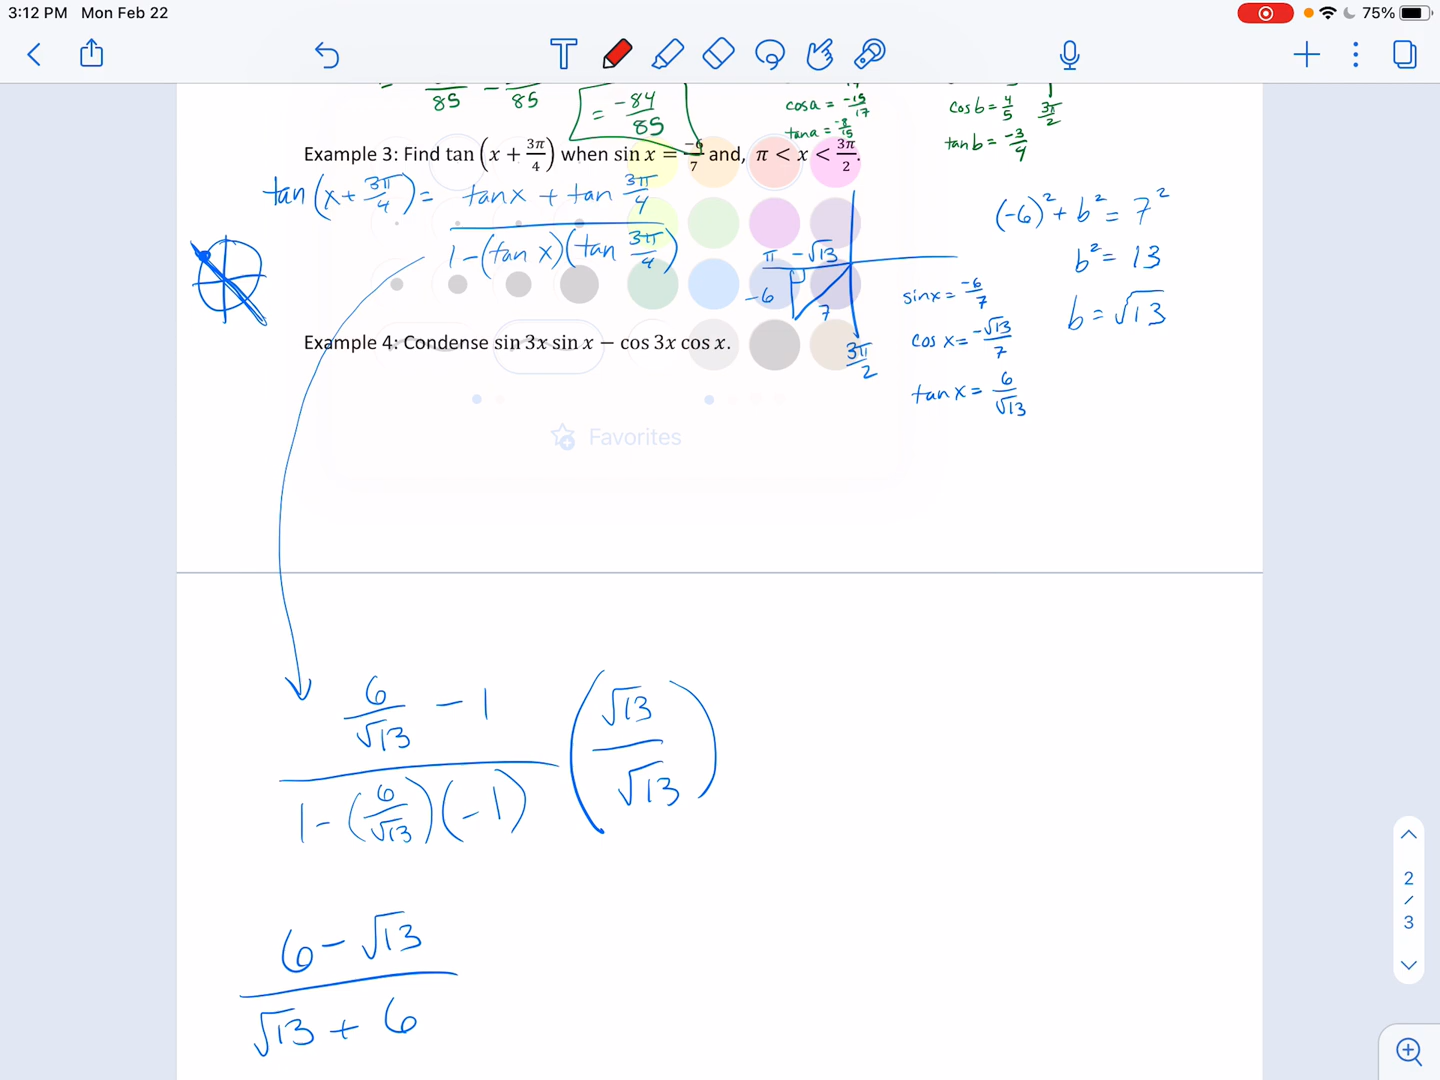 3:12 PM Mon Feb 22
75%
85 - 85
= -84/85
cos a = -15/17
tan a = -8/15
cos b = 4/5
3π/2
tan b = -3/4
Example 3: Find tan (x + 3π/4) when sin x = -6/7 and, π < x < 3π/2.
tan(x + 3π/4) = (tan x + tan 3π/4) / (1 - (tan x)(tan 3π/4))
π -√13
-6
7
3π/2
sin x = -6/7
cos x = -√13/7
tan x = 6/√13
(-6)² + b² = 7²
b² = 13
b = √13
Example 4: Condense sin 3x sin x − cos 3x cos x.
Favorites
(6/√13 - 1) / (1 - (6/√13)(-1)) (√13/√13)
(6 - √13) / (√13 + 6)
2
/
3